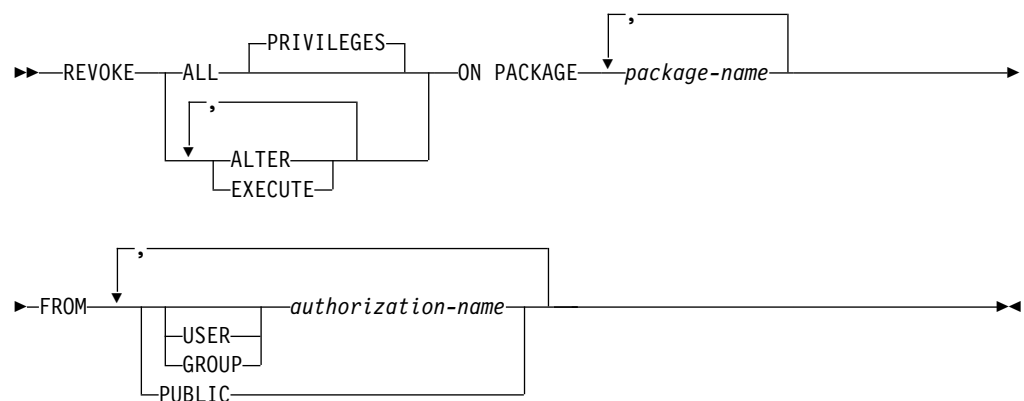 PRIVILEGES
,
REVOKE ALL ON PACKAGE package-name
,
ALTER
EXECUTE
,
FROM authorization-name
USER
GROUP
PUBLIC